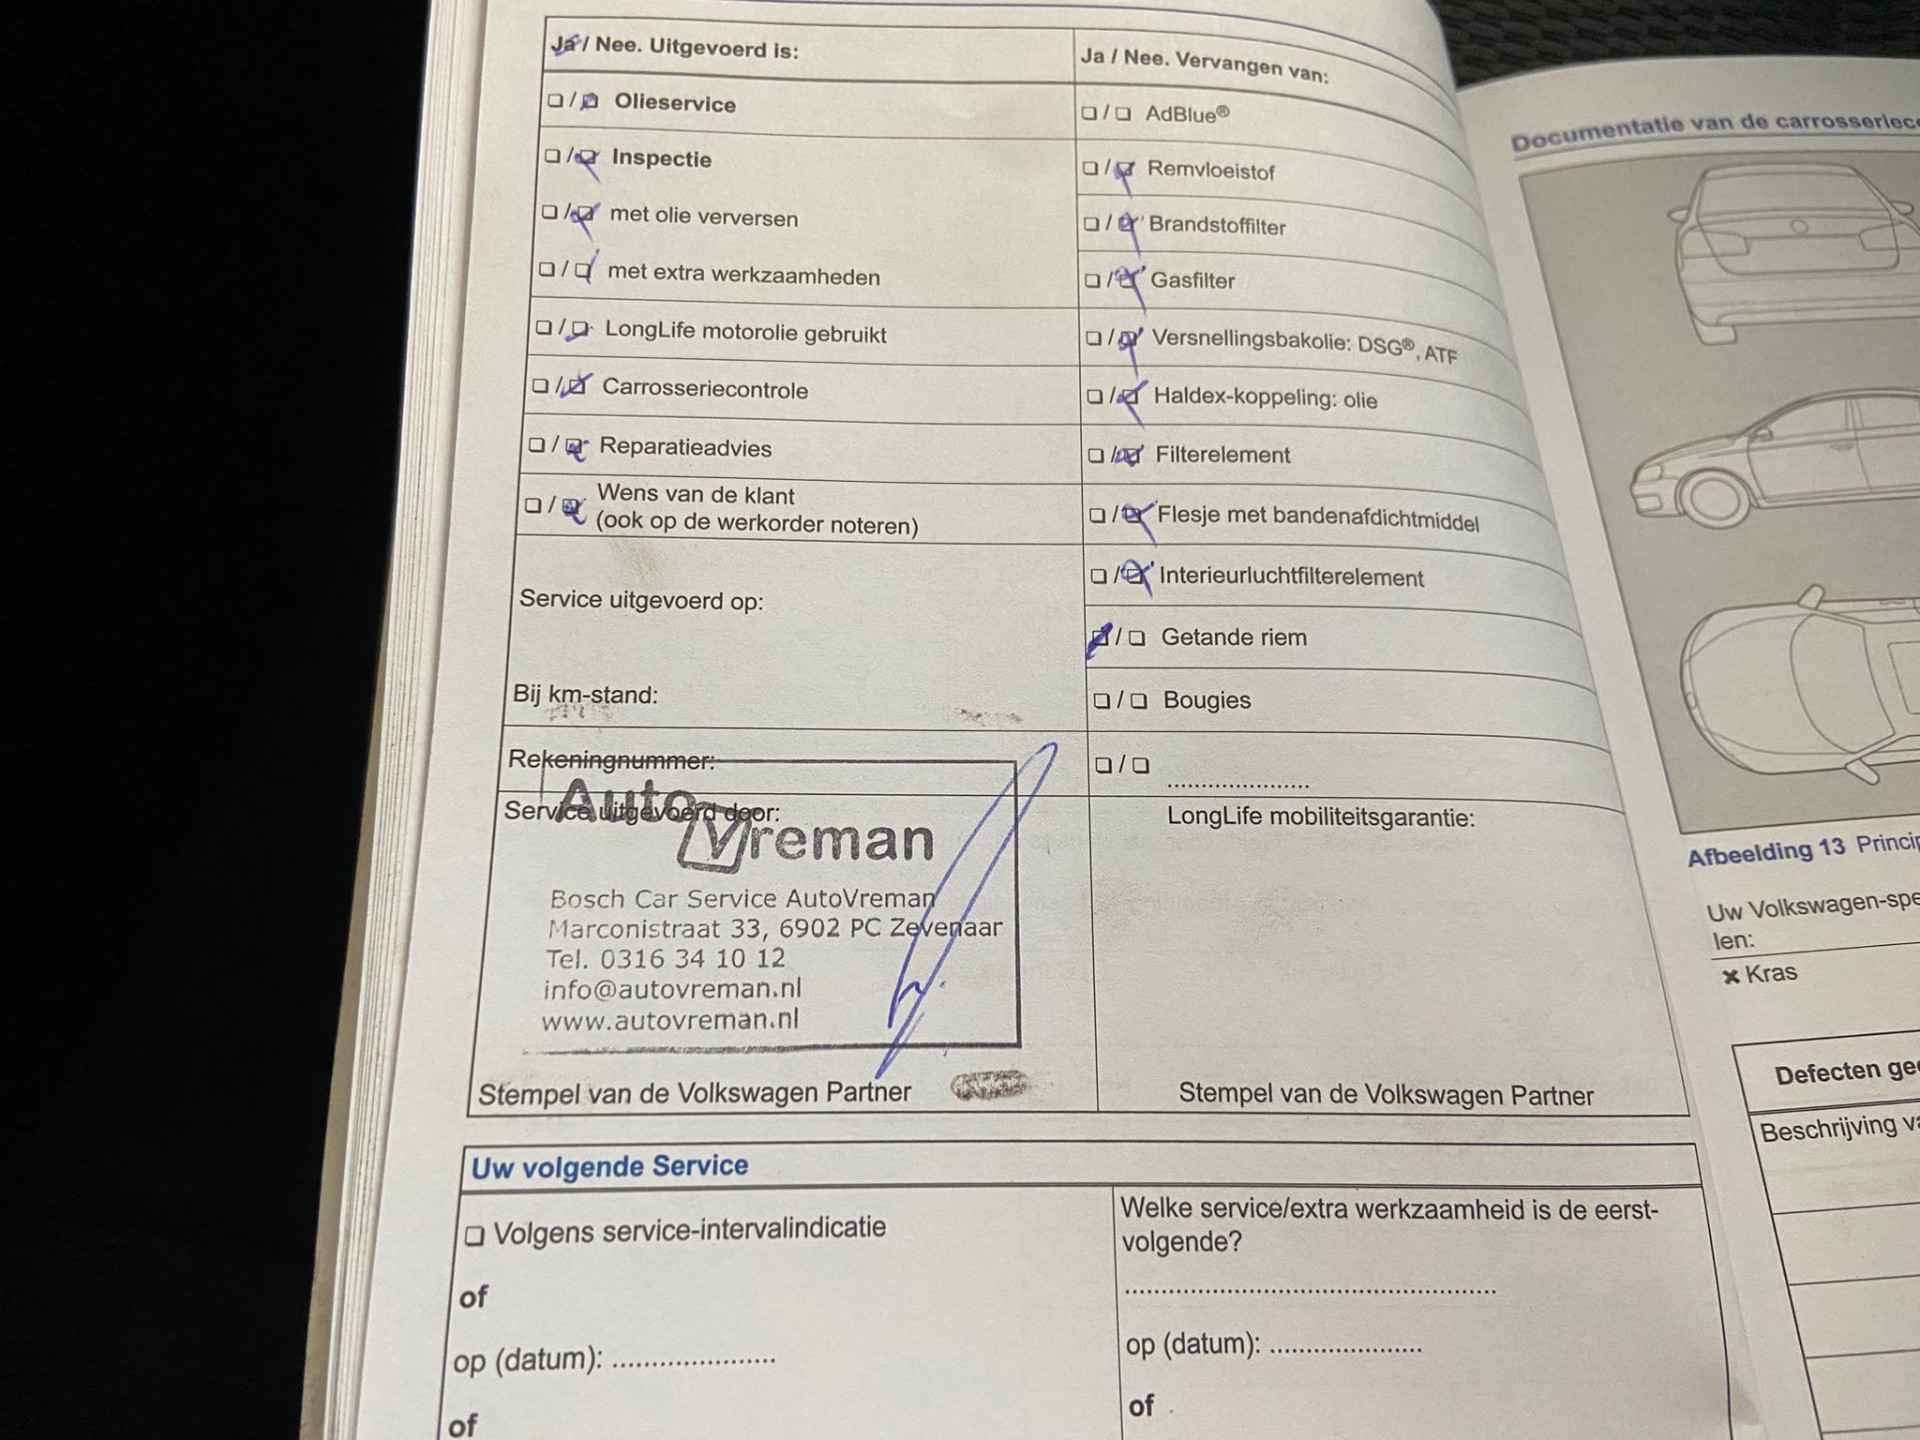 Ja / Nee. Uitgevoerd is:
☐ / ☑ Olieservice
☐ / ☑ Inspectie
☐ / ☑ met olie verversen
☐ / ☑ met extra werkzaamheden
☐ / ☑ LongLife motorolie gebruikt
☐ / ☑ Carrosseriecontrole
☐ / ☑ Reparatieadvies
☐ / ☑ Wens van de klant
(ook op de werkorder noteren)
Service uitgevoerd op:
Bij km-stand:
Rekeningnummer:
Service uitgevoerd door:
Auto
Vreman
Bosch Car Service AutoVreman
Marconistraat 33, 6902 PC Zevenaar
Tel. 0316 34 10 12
info@autovreman.nl
www.autovreman.nl
Stempel van de Volkswagen Partner
Ja / Nee. Vervangen van:
☐ / ☐ AdBlue®
☐ / ☑ Remvloeistof
☐ / ☑ Brandstoffilter
☐ / ☑ Gasfilter
☐ / ☑ Versnellingsbakolie: DSG®, ATF
☐ / ☑ Haldex-koppeling: olie
☐ / ☑ Filterelement
☐ / ☑ Flesje met bandenafdichtmiddel
☐ / ☑ Interieurluchtfilterelement
☑ / ☐ Getande riem
☐ / ☐ Bougies
☐ / ☐ ......................
LongLife mobiliteitsgarantie:
Stempel van de Volkswagen Partner
Uw volgende Service
☐ Volgens service-intervalindicatie
of
op (datum): .....................
of
Welke service/extra werkzaamheid is de eerst-
volgende?
................................................
op (datum): ....................
of
Documentatie van de
Afbeelding 13
Uw
len:
✖ Kras
Defecten
Beschrijving